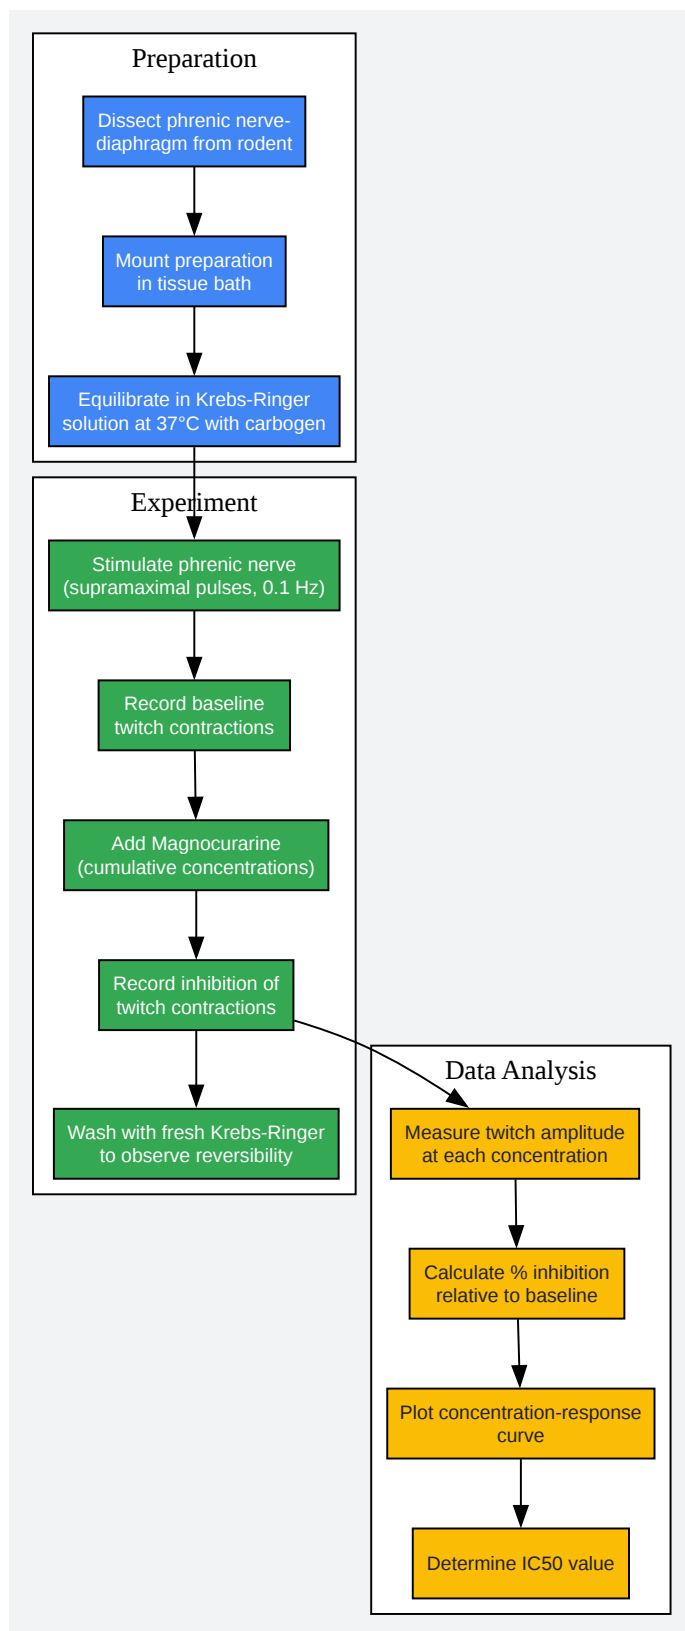 Preparation
Dissect phrenic nerve-
diaphragm from rodent
Mount preparation
in tissue bath
Equilibrate in Krebs-Ringer
solution at 37°C with carbogen
Experiment
Stimulate phrenic nerve
(supramaximal pulses, 0.1 Hz)
Record baseline
twitch contractions
Add Magnocurarine
(cumulative concentrations)
Record inhibition of
twitch contractions
Wash with fresh Krebs-Ringer
to observe reversibility
Data Analysis
Measure twitch amplitude
at each concentration
Calculate % inhibition
relative to baseline
Plot concentration-response
curve
Determine IC50 value